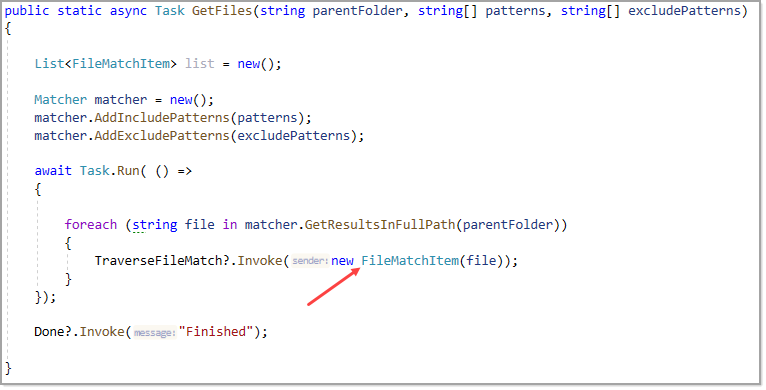 public static async Task GetFiles(string parentFolder, string[] patterns, string[] excludePatterns)
{
List<FileMatchItem> list = new();
Matcher matcher = new();
matcher.AddIncludePatterns(patterns);
matcher.AddExcludePatterns(excludePatterns);
await Task.Run( () =>
{
foreach (string file in matcher.GetResultsInFullPath(parentFolder))
{
TraverseFileMatch?.Invoke(sender: new FileMatchItem(file));
}
});
Done?.Invoke(message: "Finished");
}